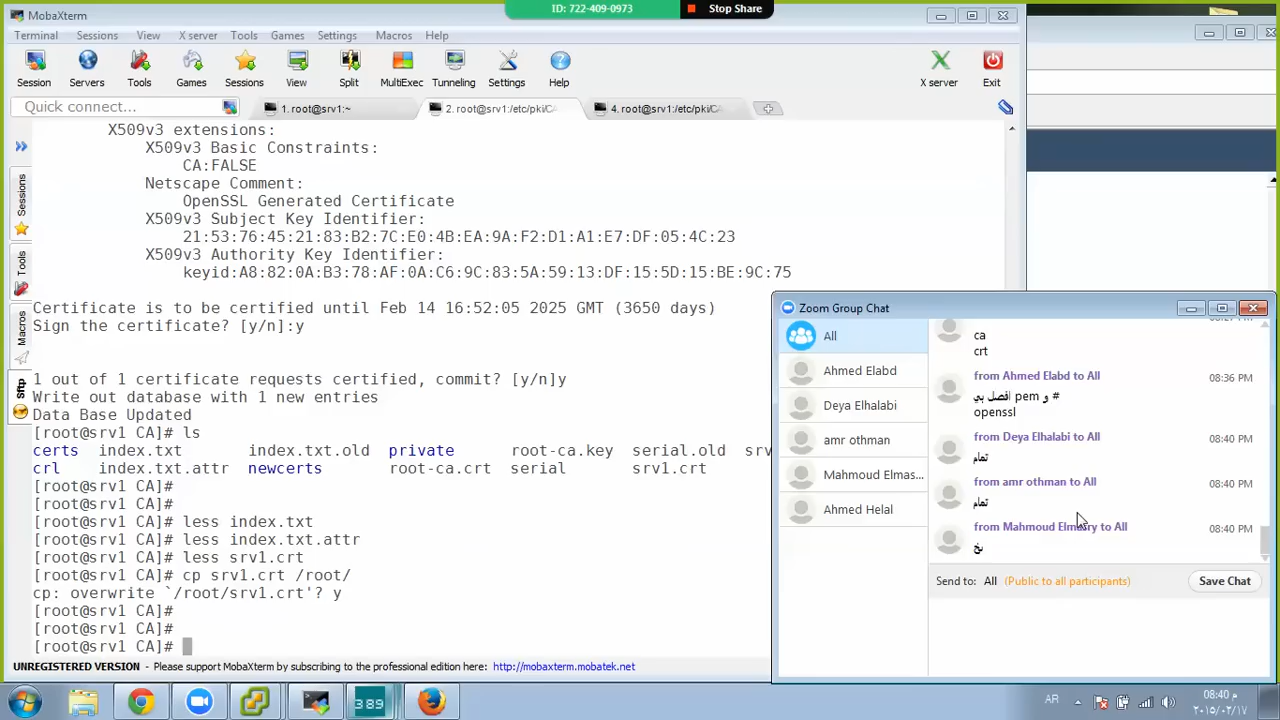 ID: 722-409-0973
Stop Share
MobaXterm
Terminal Sessions View X server Tools Games Settings Macros Help
Session Servers Tools Games Sessions View Split MultiExec Tunneling Settings Help X server Exit
Quick connect...
1. root@srv1:~
2. root@srv1:/etc/pki/CA
4. root@srv1:/etc/pki/CA
Sessions
Tools
Macros
Sftp
X509v3 extensions:
X509v3 Basic Constraints:
CA:FALSE
Netscape Comment:
OpenSSL Generated Certificate
X509v3 Subject Key Identifier:
21:53:76:45:21:83:B2:7C:E0:4B:EA:9A:F2:D1:A1:E7:DF:05:4C:23
X509v3 Authority Key Identifier:
keyid:A8:82:0A:B3:78:AF:0A:C6:9C:83:5A:59:13:DF:15:5D:15:BE:9C:75
Certificate is to be certified until Feb 14 16:52:05 2025 GMT (3650 days)
Sign the certificate? [y/n]:y
1 out of 1 certificate requests certified, commit? [y/n]y
Write out database with 1 new entries
Data Base Updated
[root@srv1 CA]# ls
certs index.txt index.txt.old private root-ca.key serial.old srv
crl index.txt.attr newcerts root-ca.crt serial srv1.crt
[root@srv1 CA]#
[root@srv1 CA]#
[root@srv1 CA]# less index.txt
[root@srv1 CA]# less index.txt.attr
[root@srv1 CA]# less srv1.crt
[root@srv1 CA]# cp srv1.crt /root/
cp: overwrite `/root/srv1.crt'? y
[root@srv1 CA]#
[root@srv1 CA]#
[root@srv1 CA]#
UNREGISTERED VERSION - Please support MobaXterm by subscribing to the professional edition here: http://mobaxterm.mobatek.net
Zoom Group Chat
All
Ahmed Elabd
Deya Elhalabi
amr othman
Mahmoud Elmas...
Ahmed Helal
ca
crt
from Ahmed Elabd to All 08:36 PM
افصل بي pem و #
openssl
from Deya Elhalabi to All 08:40 PM
تمام
from amr othman to All 08:40 PM
تمام
from Mahmoud Elmasry to All 08:40 PM
Send to: All (Public to all participants)
Save Chat
389
AR
08:40 م
٢٠١٥/٠٢/١٧